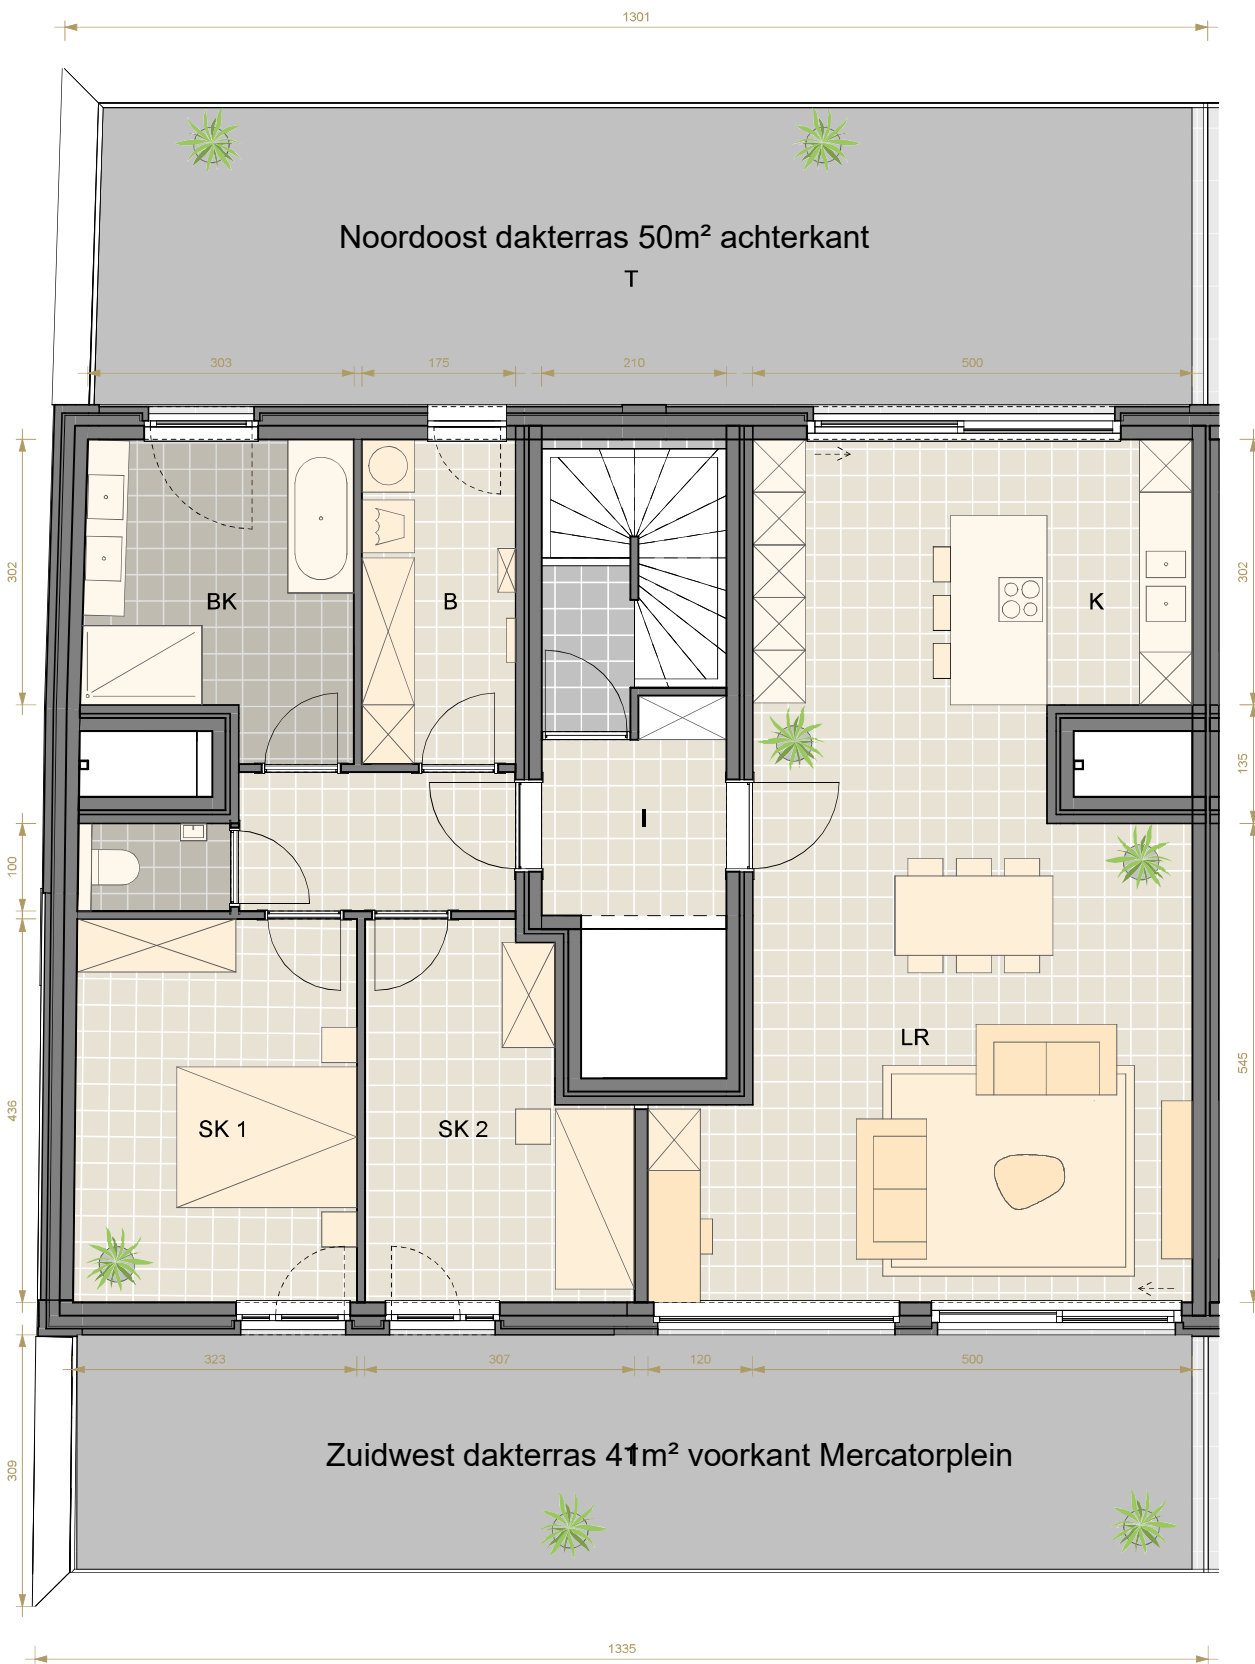 1301
Noordoost dakterras 50m² achterkant
T
303 175 210 500
302 BK B K 302
135
I
100
LR
545
436 SK 1 SK 2
323 307 120 500
Zuidwest dakterras 41m² voorkant Mercatorplein
309
1335